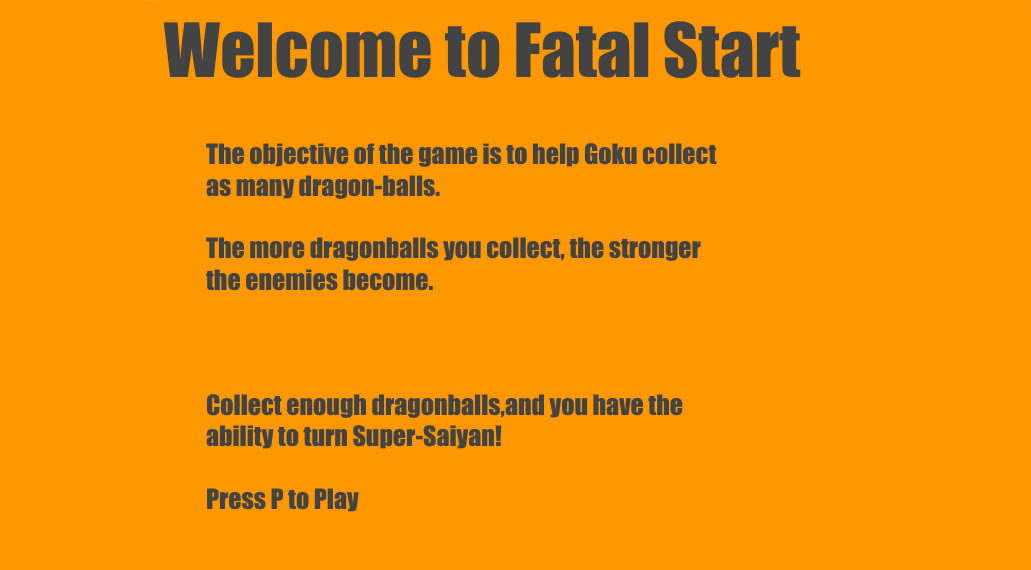 Welcome to Fatal Start
The objective of the game is to help Goku collect
as many dragon-balls.
The more dragonballs you collect, the stronger
the enemies become.
Collect enough dragonballs,and you have the
ability to turn Super-Saiyan!
Press P to Play